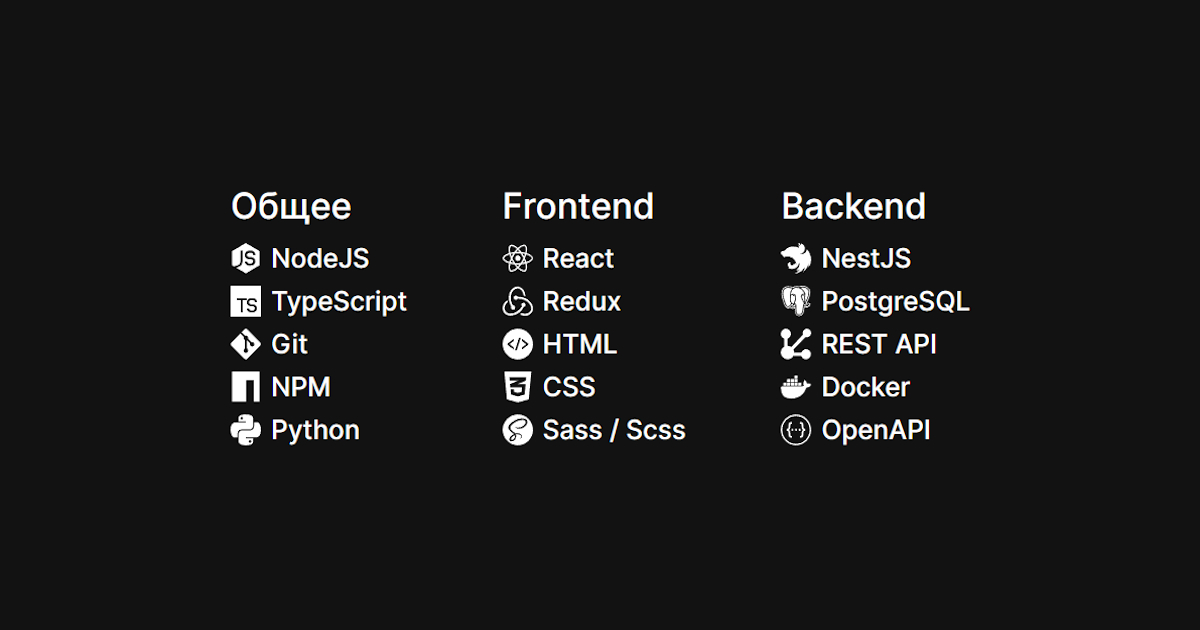 Общее
NodeJS
TypeScript
Git
NPM
Python
Frontend
React
Redux
HTML
CSS
Sass / Scss
Backend
NestJS
PostgreSQL
REST API
Docker
OpenAPI